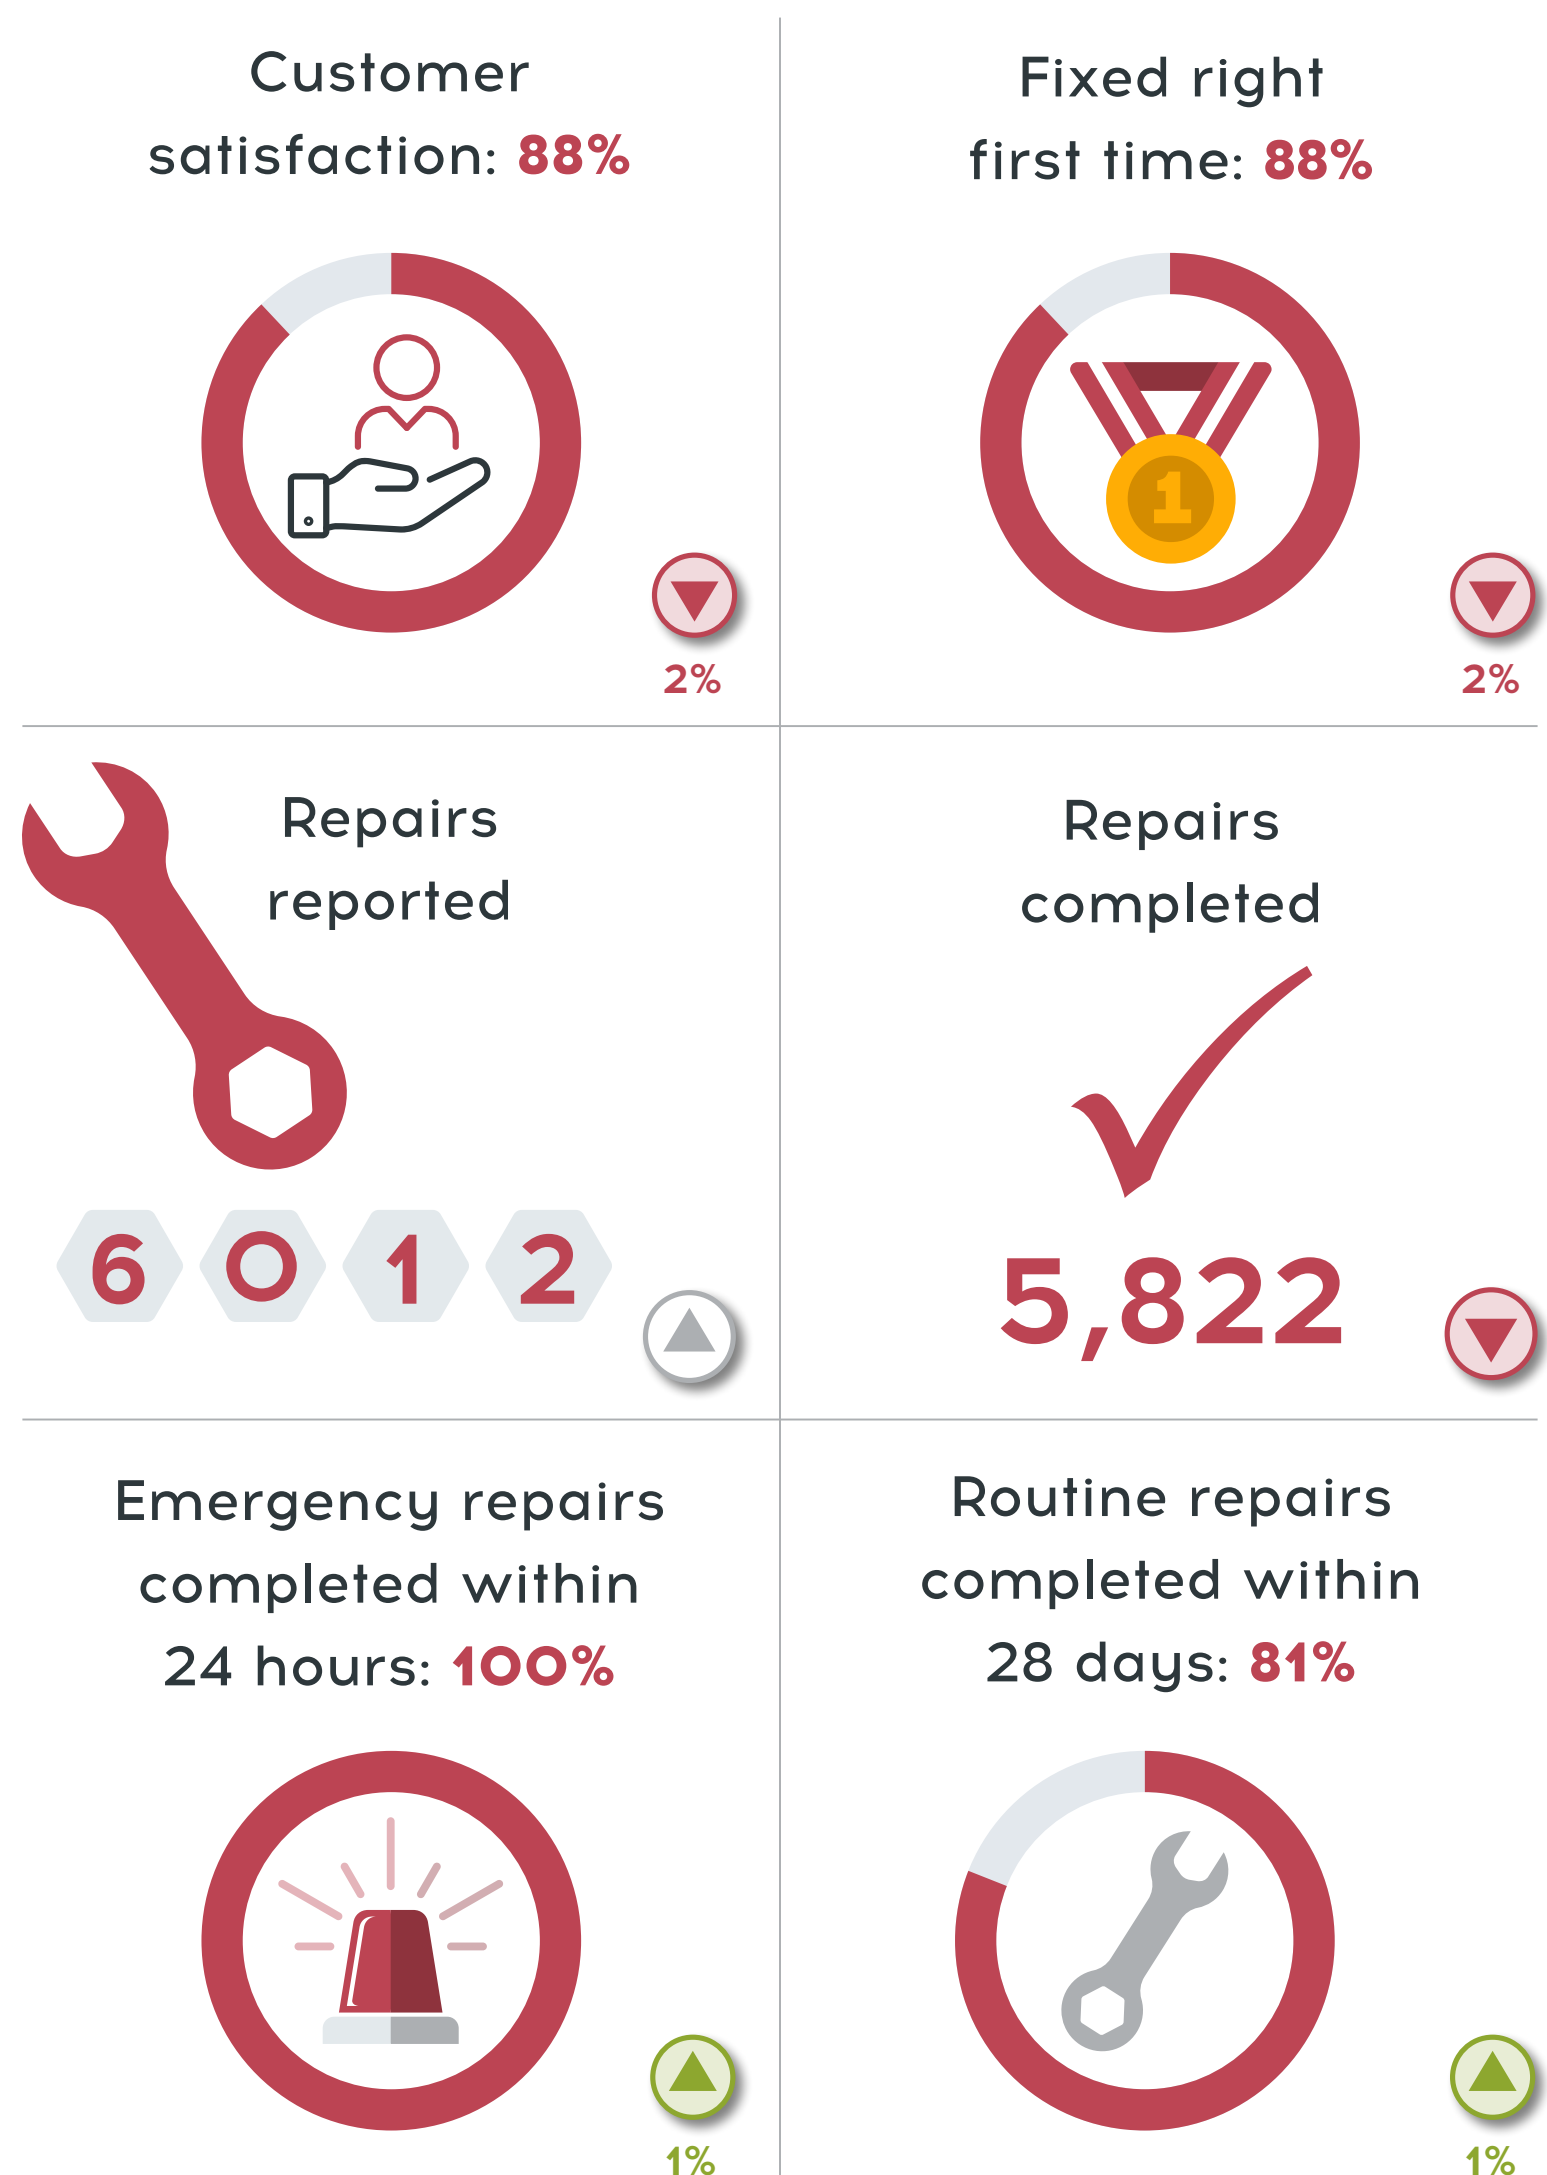 Customer
satisfaction: 88%
2%
Fixed right
first time: 88%
1
2%
Repairs
reported
6012
Repairs
completed
5,822
Emergency repairs
completed within
24 hours: 100%
1%
Routine repairs
completed within
28 days: 81%
1%